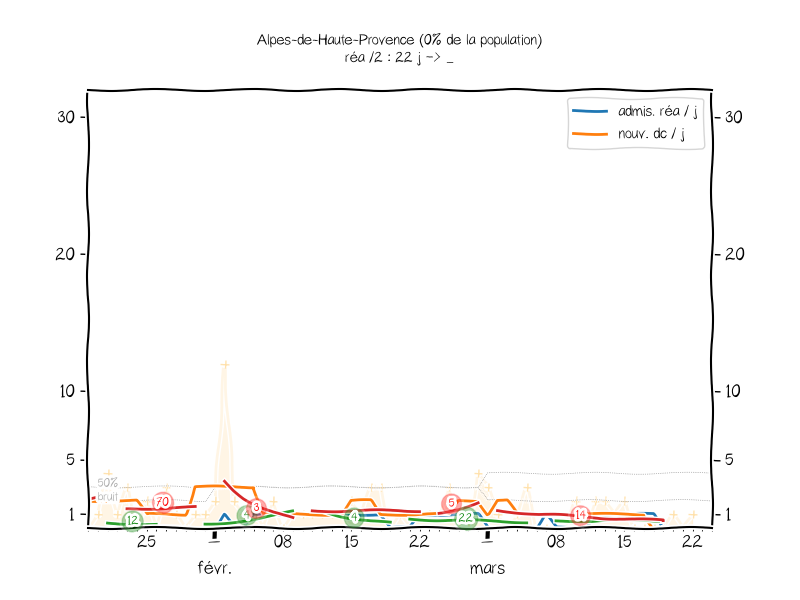 Alpes-de-Haute-Provence (0% de la population)
réa /2 : 22 j -> _
admis. réa / j
nouv. dc / j
30 30
20 20
10 10
5 5
1 1
50%
bruit
12 70 4 3 4 5 22 14
25 08 15 22 08 15 22
févr. mars